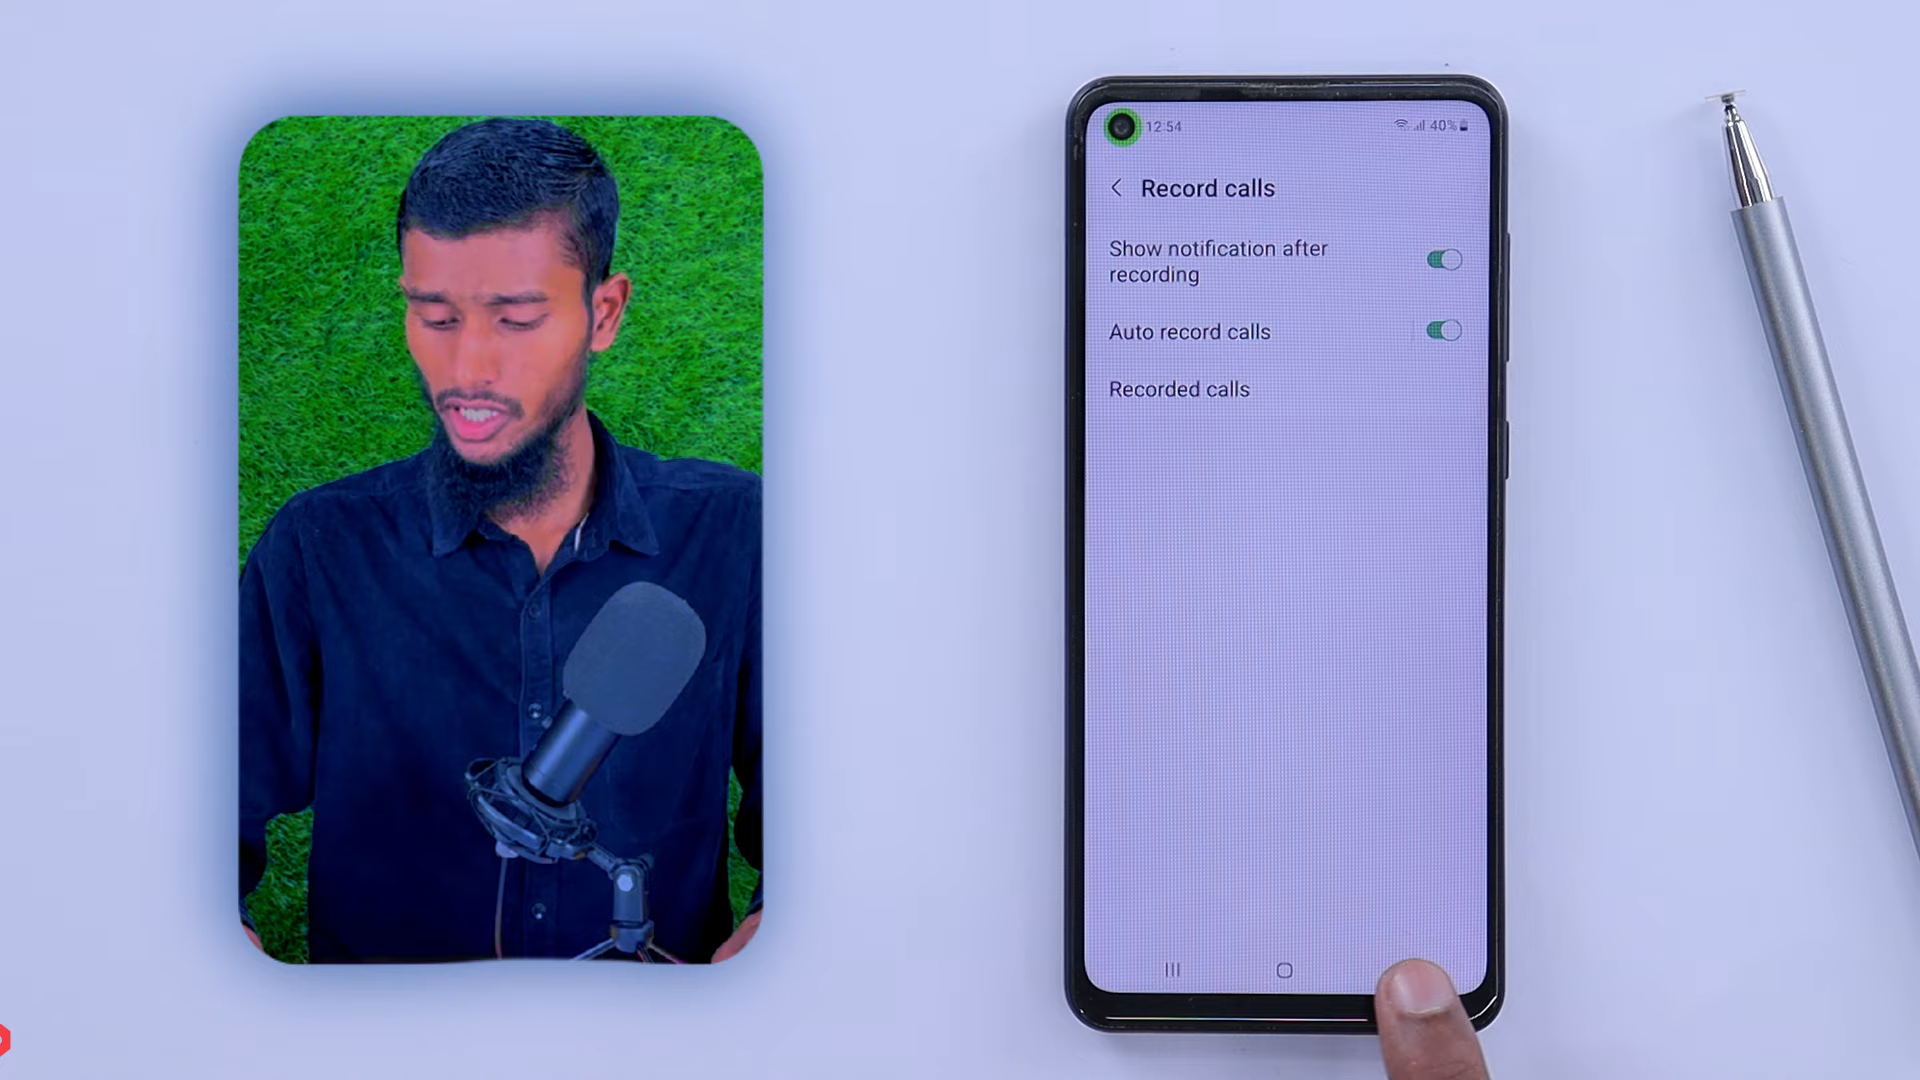 12:54
40%
Record calls
Show notification after
recording
Auto record calls
Recorded calls